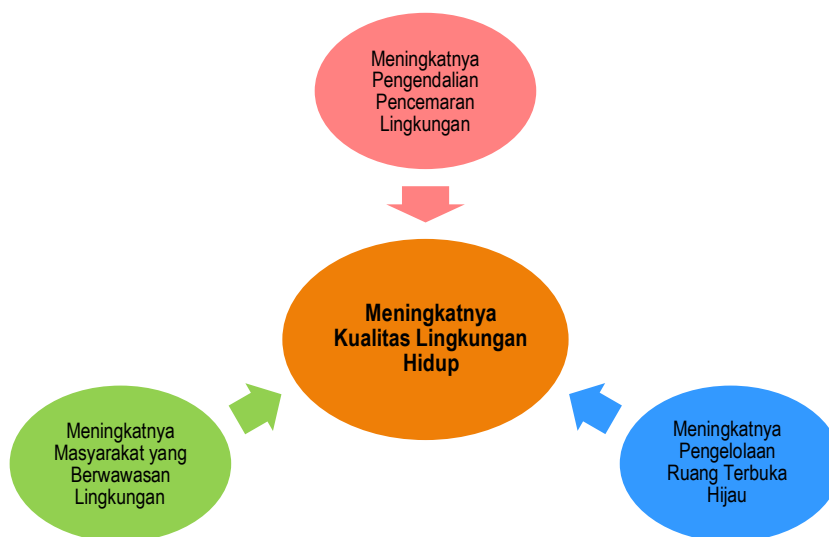 Meningkatnya
Pengendalian
Pencemaran
Lingkungan
Meningkatnya
Kualitas Lingkungan
Hidup
Meningkatnya
Masyarakat yang
Berwawasan
Lingkungan
Meningkatnya
Pengelolaan
Ruang Terbuka
Hijau